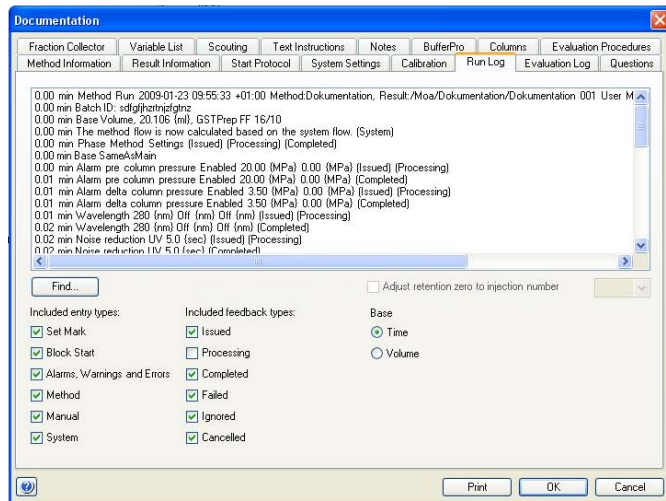 Documentation
Fraction Collector Variable List Scouting Text Instructions Notes BufferPro Columns Evaluation Procedures
Method Information Result Information Start Protocol System Settings Calibration Run Log Evaluation Log Questions
0.00 min Method Run 2009-01-23 09:55:33 +01:00 Method:Dokumentation, Result:/Moa/Dokumentation/Dokumentation 001 User M
0.00 min Batch ID: sdfgfjhzrtnjzfgtnz
0.00 min Base Volume, 20.106 {ml}, GSTPrep FF 16/10
0.00 min The method flow is now calculated based on the system flow. (System)
0.00 min Phase Method Settings (Issued) (Processing) (Completed)
0.00 min Base SameAsMain
0.00 min Alarm pre column pressure Enabled 20.00 {MPa} 0.00 {MPa} (Issued) (Processing)
0.01 min Alarm pre column pressure Enabled 20.00 {MPa} 0.00 {MPa} (Completed)
0.01 min Alarm delta column pressure Enabled 3.50 {MPa} (Issued) (Processing)
0.01 min Alarm delta column pressure Enabled 3.50 {MPa} (Completed)
0.01 min Wavelength 280 {nm} Off {nm} Off {nm} (Issued) (Processing)
0.02 min Wavelength 280 {nm} Off {nm} Off {nm} (Completed)
0.02 min Noise reduction UV 5.0 {sec} (Issued) (Processing)
0.02 min Noise reduction UV 5.0 {sec} (Completed)
Find... Adjust retention zero to injection number
Included entry types: Included feedback types: Base
Set Mark Issued Time
Block Start Processing Volume
Alarms, Warnings and Errors Completed
Method Failed
Manual Ignored
System Cancelled
Print OK Cancel